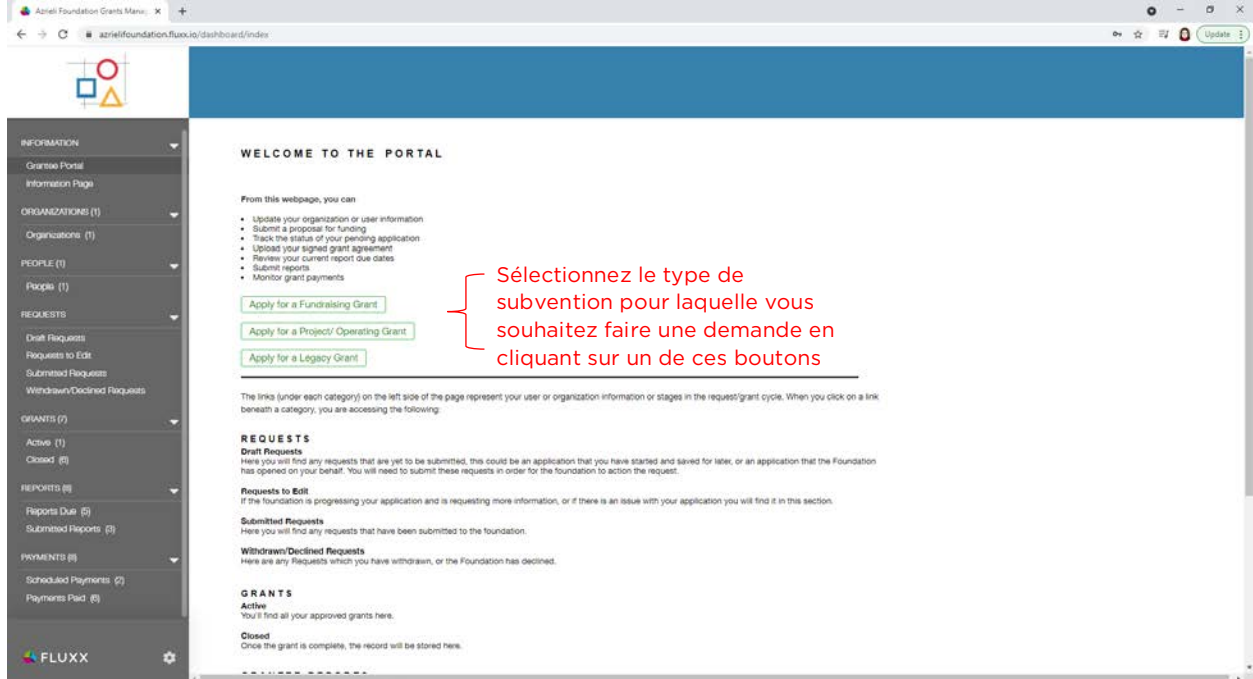 Azrieli Foundation Grants Mana
azrielifoundation.fluxx.io/dashboard/index
Update
INFORMATION
Grantee Portal
Information Page
ORGANIZATIONS (1)
Organizations (1)
PEOPLE (1)
People (1)
REQUESTS
Draft Requests
Requests to Edit
Submitted Requests
Withdrawn/Declined Requests
GRANTS (7)
Active (1)
Closed (6)
REPORTS (8)
Reports Due (5)
Submitted Reports (3)
PAYMENTS (8)
Scheduled Payments (2)
Payments Paid (6)
FLUXX
WELCOME TO THE PORTAL
From this webpage, you can
• Update your organization or user information
• Submit a proposal for funding
• Track the status of your pending application
• Upload your signed grant agreement
• Review your current report due dates
• Submit reports
• Monitor grant payments
Apply for a Fundraising Grant
Apply for a Project/ Operating Grant
Apply for a Legacy Grant
Sélectionnez le type de
subvention pour laquelle vous
souhaitez faire une demande en
cliquant sur un de ces boutons
The links (under each category) on the left side of the page represent your user or organization information or stages in the request/grant cycle. When you click on a link
beneath a category, you are accessing the following:
REQUESTS
Draft Requests
Here you will find any requests that are yet to be submitted, this could be an application that you have started and saved for later, or an application that the Foundation
has opened on your behalf. You will need to submit these requests in order for the foundation to action the request.
Requests to Edit
If the foundation is progressing your application and is requesting more information, or if there is an issue with your application you will find it in this section.
Submitted Requests
Here you will find any requests that have been submitted to the foundation.
Withdrawn/Declined Requests
Here are any Requests which you have withdrawn, or the Foundation has declined.
GRANTS
Active
You'll find all your approved grants here.
Closed
Once the grant is complete, the record will be stored here.